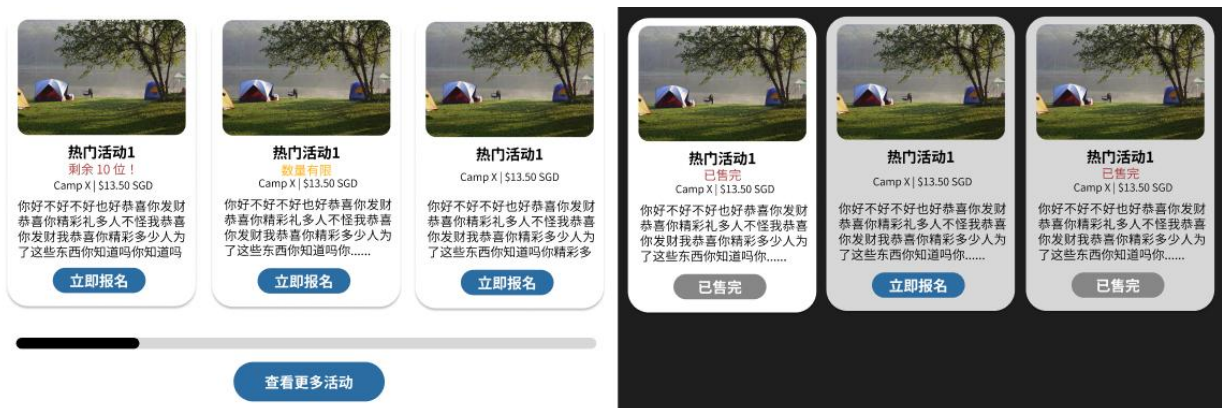 热门活动1
剩余 10 位！
Camp X | $13.50 SGD
你好不好不好也好恭喜你发财
恭喜你精彩礼多人不怪我恭喜
你发财我恭喜你精彩多少人为
了这些东西你知道吗你知道吗
立即报名
热门活动1
数量有限
Camp X | $13.50 SGD
你好不好不好也好恭喜你发财
恭喜你精彩礼多人不怪我恭喜
你发财我恭喜你精彩多少人为
了这些东西你知道吗你......
立即报名
热门活动1
Camp X | $13.50 SGD
你好不好不好也好恭喜你发财
恭喜你精彩礼多人不怪我恭喜
你发财我恭喜你精彩多少人为
了这些东西你知道吗你精彩多
立即报名
查看更多活动
热门活动1
已售完
Camp X | $13.50 SGD
你好不好不好也好恭喜你发财
恭喜你精彩礼多人不怪我恭喜
你发财我恭喜你精彩多少人为
了这些东西你知道吗你......
已售完
热门活动1
Camp X | $13.50 SGD
你好不好不好也好恭喜你发财
恭喜你精彩礼多人不怪我恭喜
你发财我恭喜你精彩多少人为
了这些东西你知道吗你......
立即报名
热门活动1
已售完
Camp X | $13.50 SGD
你好不好不好也好恭喜你发财
恭喜你精彩礼多人不怪我恭喜
你发财我恭喜你精彩多少人为
了这些东西你知道吗你......
已售完